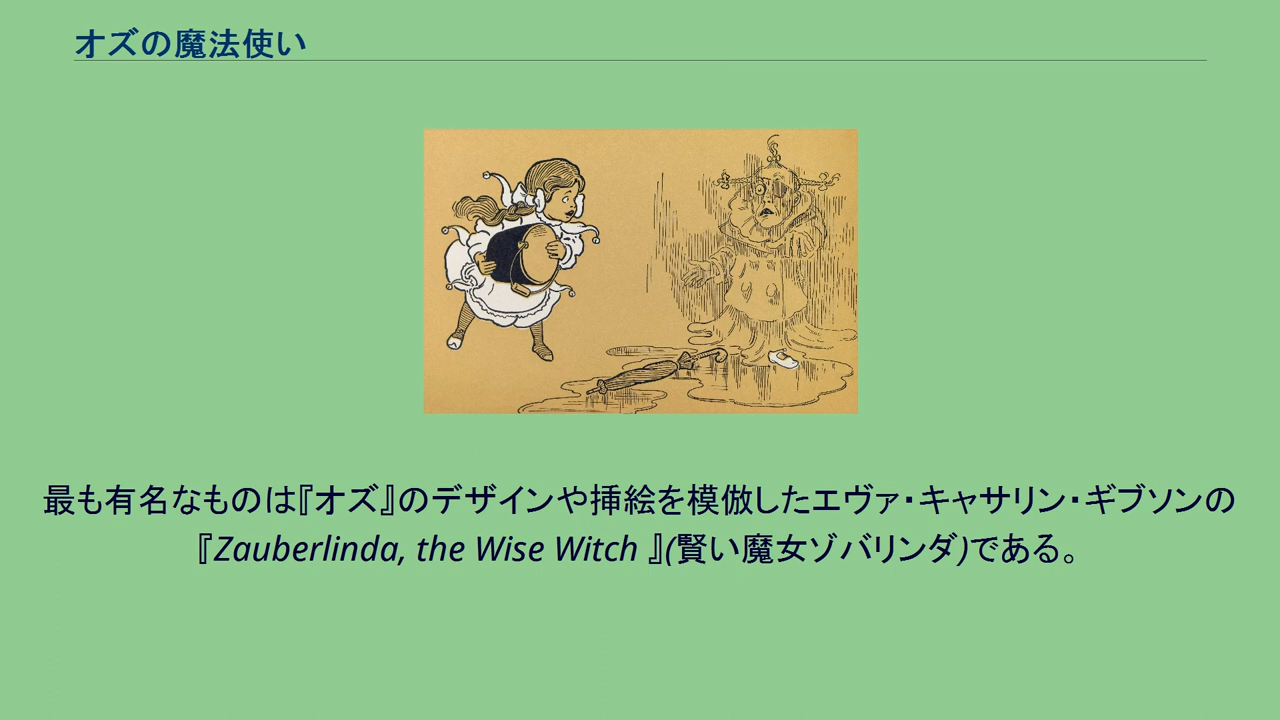 オズの魔法使い
最も有名なものは『オズ』のデザインや挿絵を模倣したエヴァ・キャサリン・ギブソンの
『Zauberlinda, the Wise Witch 』(賢い魔女ゾバリンダ)である。